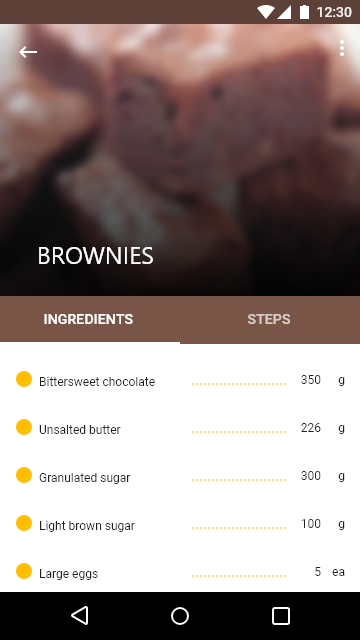 12:30
BROWNIES
INGREDIENTS STEPS
Bittersweet chocolate 350 g
Unsalted butter 226 g
Granulated sugar 300 g
Light brown sugar 100 g
Large eggs 5 ea